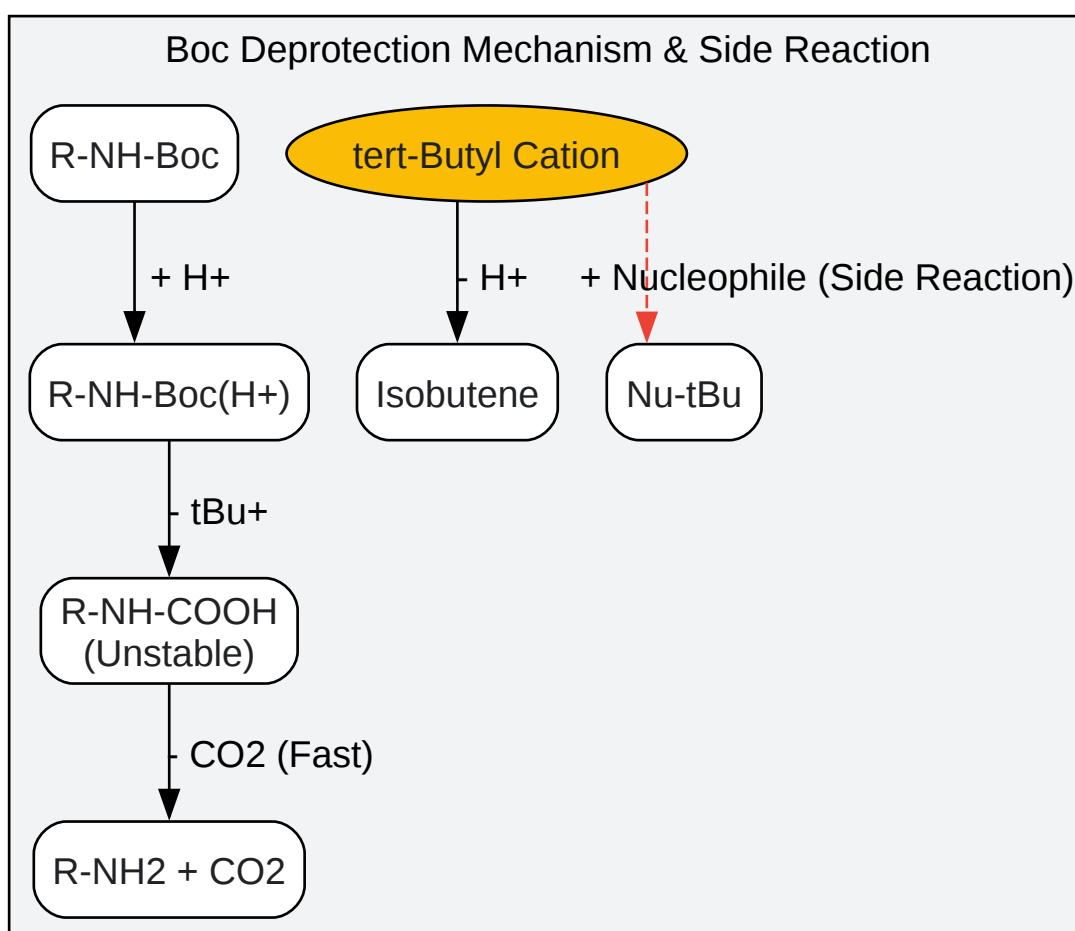 Boc Deprotection Mechanism & Side Reaction
R-NH-Boc
tert-Butyl Cation
+ H+
- H+
+ Nucleophile (Side Reaction)
R-NH-Boc(H+)
Isobutene
Nu-tBu
- tBu+
R-NH-COOH
(Unstable)
- CO2 (Fast)
R-NH2 + CO2